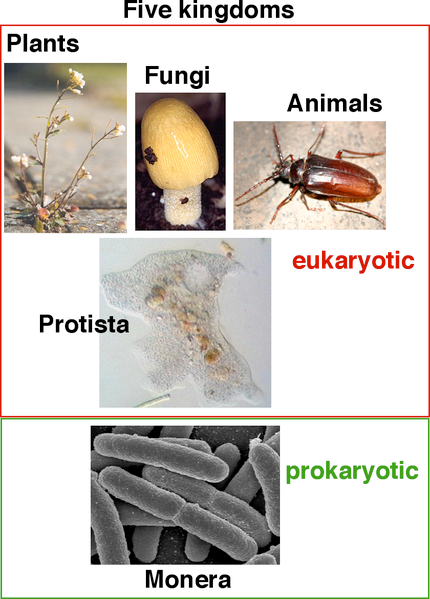 Five kingdoms
Plants
Fungi
Animals
eukaryotic
Protista
prokaryotic
Monera